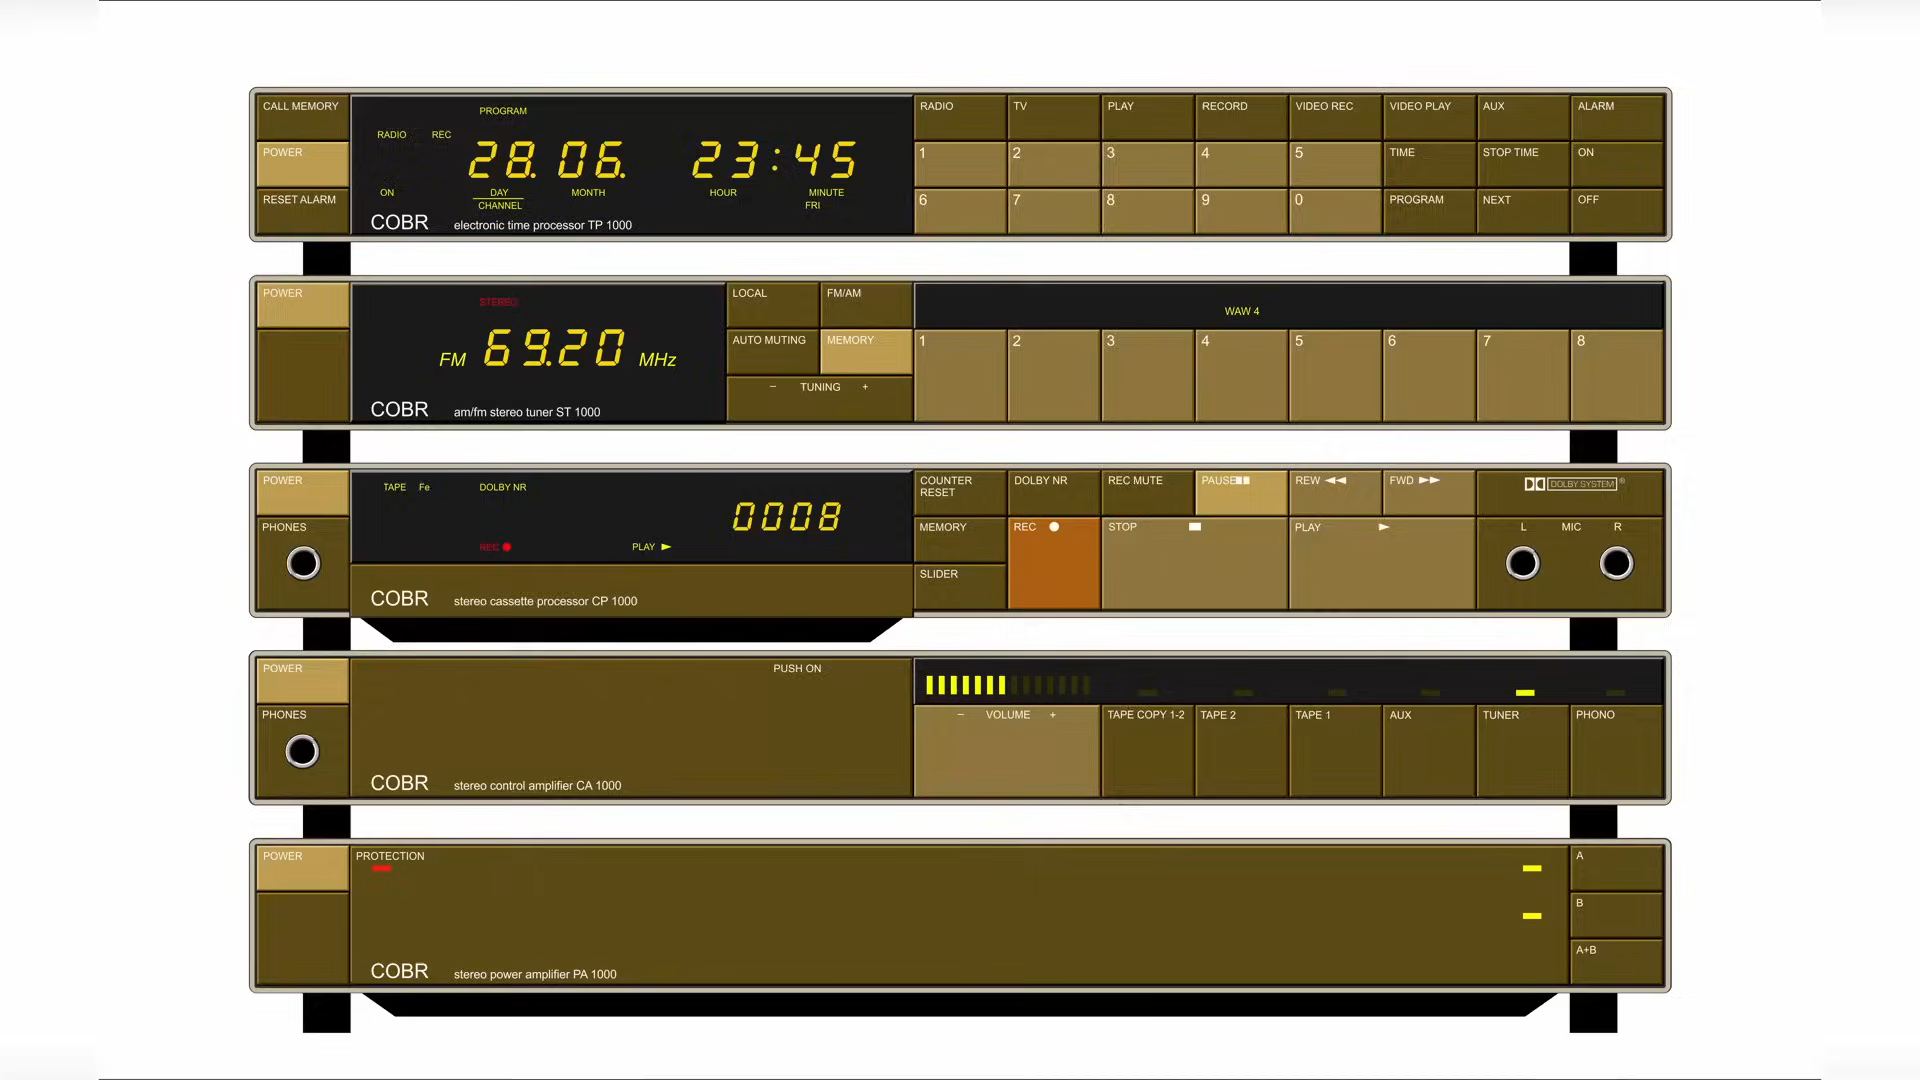 CALL MEMORY
POWER
RESET ALARM
PROGRAM
RADIO REC
28. 06. 23:45
ON DAY MONTH HOUR MINUTE
CHANNEL FRI
COBR electronic time processor TP 1000
RADIO TV PLAY RECORD VIDEO REC VIDEO PLAY AUX ALARM
1 2 3 4 5 TIME STOP TIME ON
6 7 8 9 0 PROGRAM NEXT OFF
POWER
STEREO
FM 69.20 MHz
COBR am/fm stereo tuner ST 1000
LOCAL FM/AM
AUTO MUTING MEMORY
− TUNING +
WAW 4
1 2 3 4 5 6 7 8
POWER
PHONES
TAPE Fe DOLBY NR
0008
REC PLAY
COBR stereo cassette processor CP 1000
COUNTER
RESET
DOLBY NR REC MUTE PAUSE REW FWD DOLBY SYSTEM®
MEMORY REC STOP PLAY L MIC R
SLIDER
POWER
PHONES
PUSH ON
COBR stereo control amplifier CA 1000
− VOLUME + TAPE COPY 1-2 TAPE 2 TAPE 1 AUX TUNER PHONO
POWER
PROTECTION
COBR stereo power amplifier PA 1000
A
B
A+B